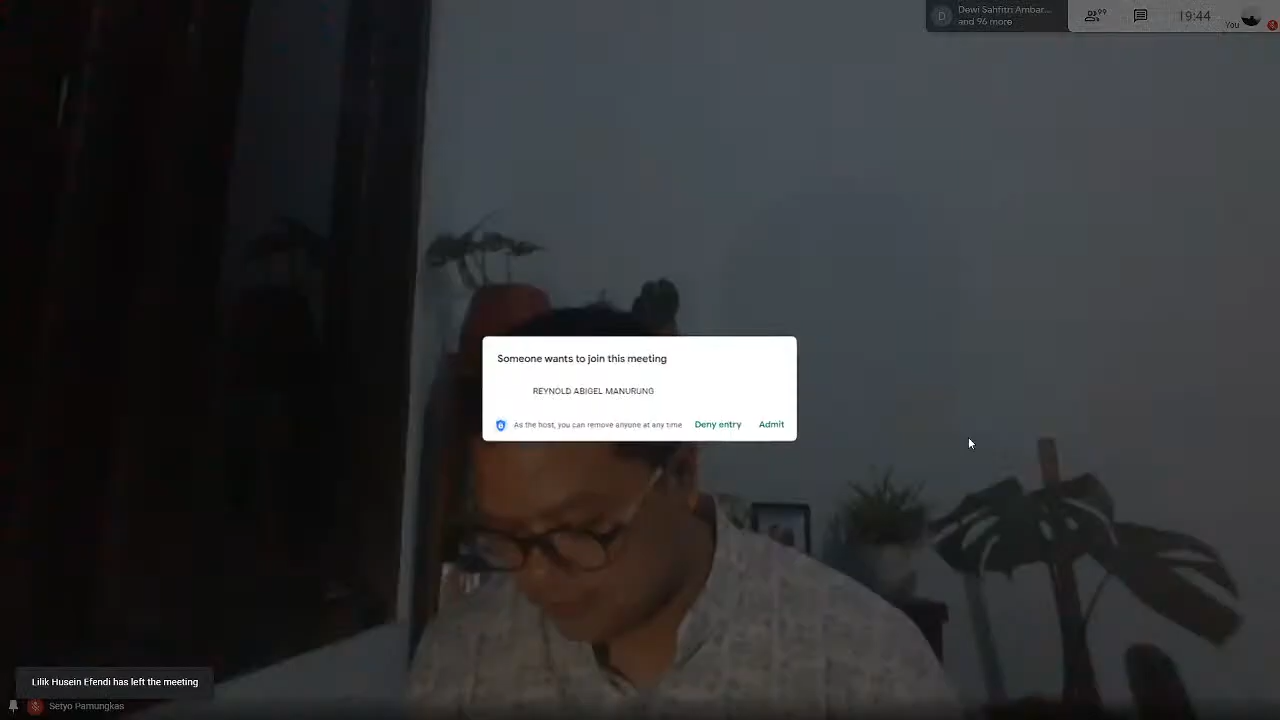 Dewi Sahfitri Ambar...
and 96 more
D
99
19:44
You
Someone wants to join this meeting
REYNOLD ABIGEL MANURUNG
As the host, you can remove anyone at any time
Deny entry
Admit
Lilik Husein Efendi has left the meeting
Setyo Pamungkas